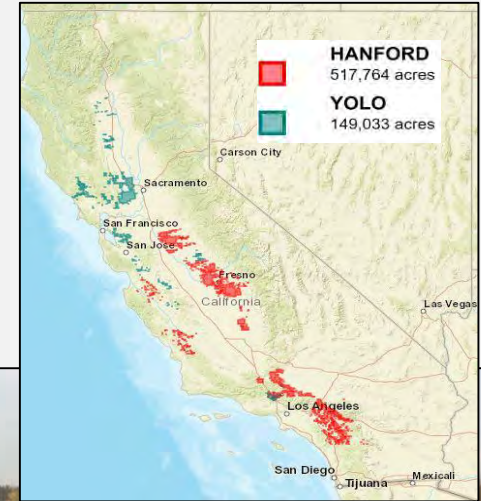 HANFORD
517,764 acres
YOLO
149,033 acres
Carson City
Sacramento
San Francisco
San Jose
Fresno
California
Las Vegas
Los Angeles
San Diego
Tijuana
Mexicali